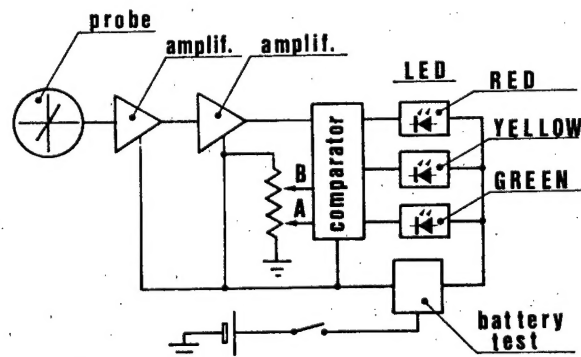 probe
amplif.
amplif.
LED
RED
YELLOW
GREEN
B
A
comparator
battery
test